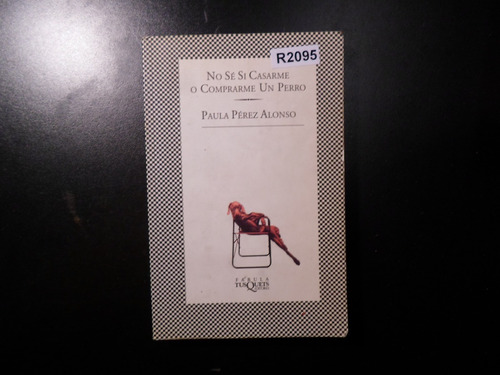 R2095
No Sé Si Casarme
o Comprarme Un Perro
Paula Pérez Alonso
FÁBULA
TUSQUETS
EDITORES